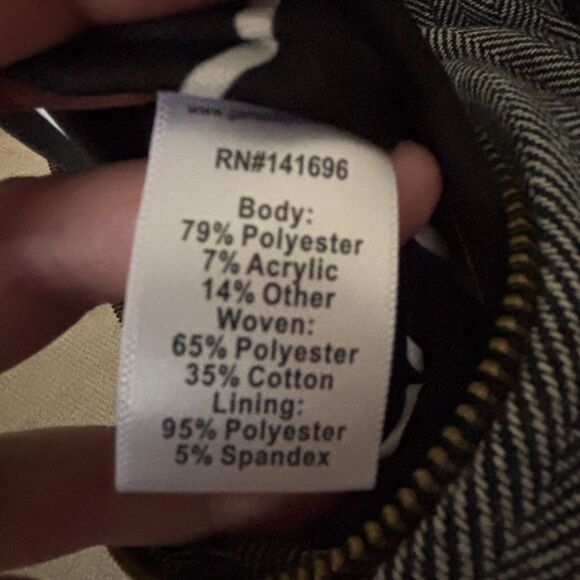 RN#141696
Body:
79% Polyester
7% Acrylic
14% Other
Woven:
65% Polyester
35% Cotton
Lining:
95% Polyester
5% Spandex